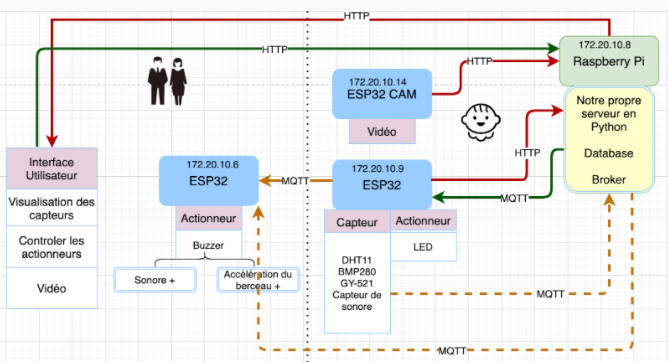 HTTP
HTTP
172.20.10.8
Raspberry Pi
172.20.10.14
ESP32 CAM
HTTP
Vidéo
Notre propre
serveur en
Python
Database
Broker
HTTP
Interface
Utilisateur
Visualisation des
capteurs
Controler les
actionneurs
Vidéo
172.20.10.6
ESP32
MQTT
172.20.10.9
ESP32
MQTT
Actionneur
Buzzer
Sonore +
Accélération du
berceau +
Capteur
Actionneur
DHT11
BMP280
GY-521
Capteur de
sonore
LED
MQTT
MQTT